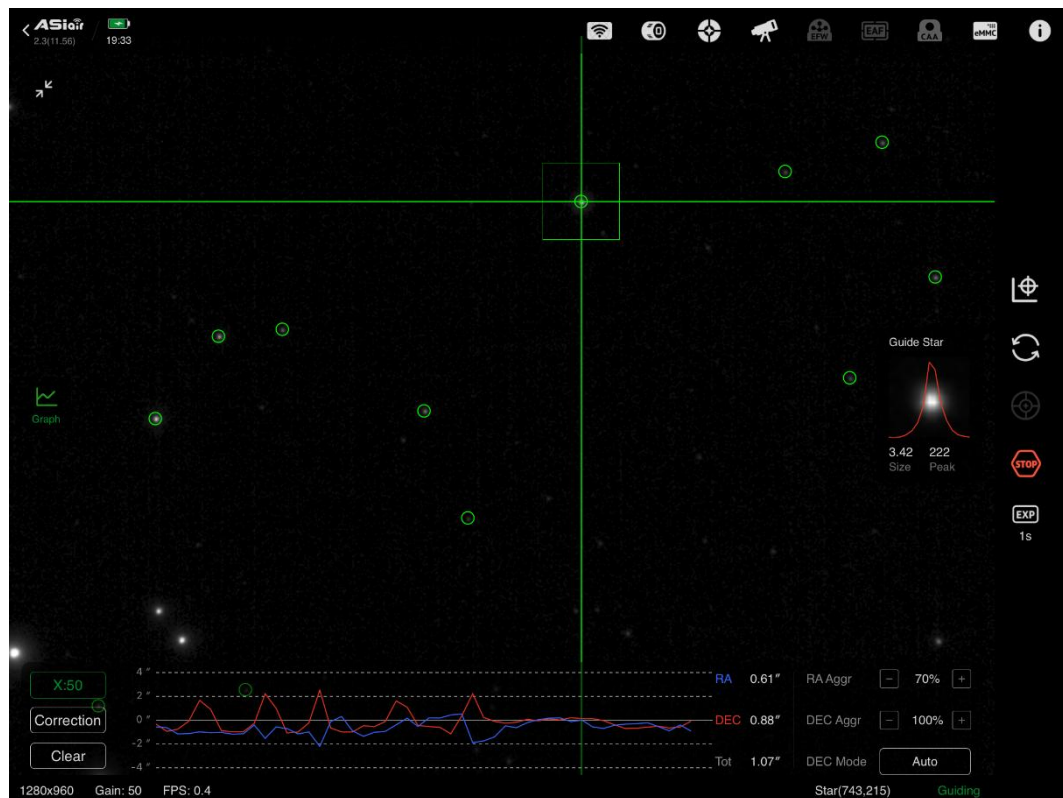 ASiair
2.3(11.56)
19:33
EFW
EAF
CAA
eMMC
Guide Star
Graph
3.42 222
Size Peak
STOP
EXP
1s
X:50
Correction
Clear
4 "
2 "
0 "
-2 "
-4 "
RA 0.61"
DEC 0.88"
Tot 1.07"
RA Aggr - 70% +
DEC Aggr - 100% +
DEC Mode Auto
1280x960 Gain: 50 FPS: 0.4
Star(743,215) Guiding